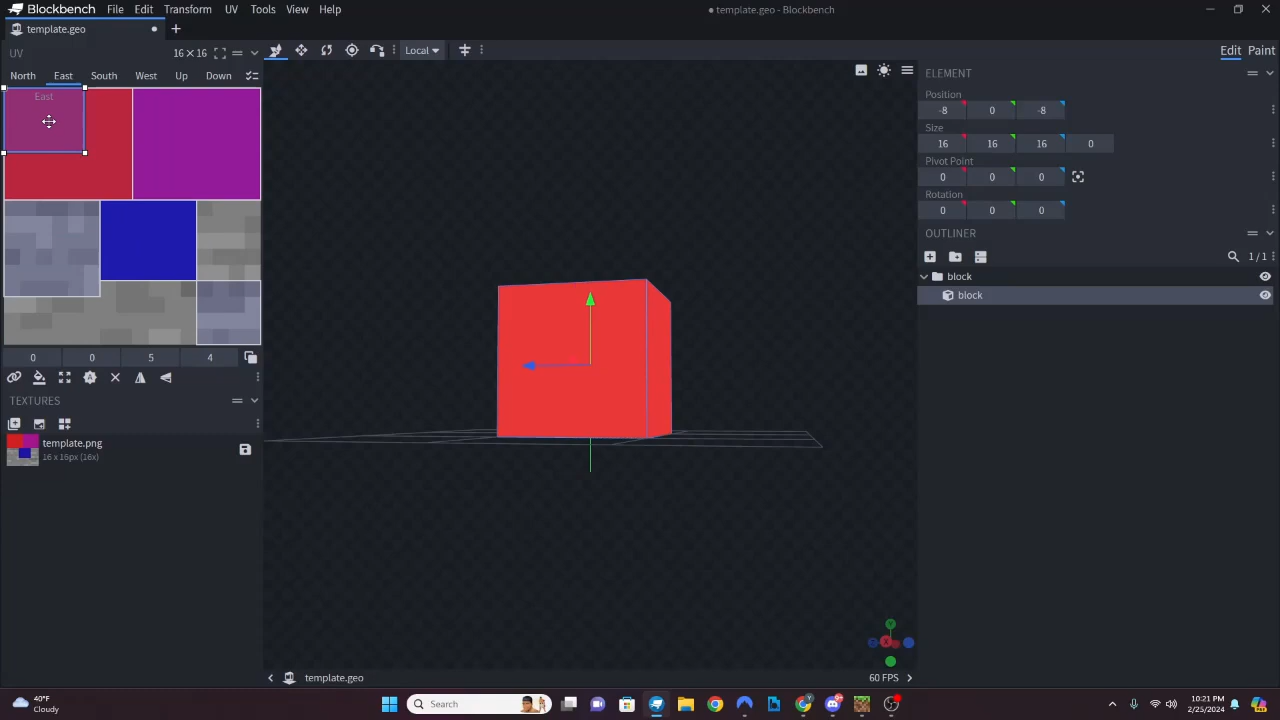 Blockbench File Edit Transform UV Tools View Help
template.geo - Blockbench
template.geo
UV 16×16
Local
Edit Paint
North East South West Up wn
East
0 0 5 4
TEXTURES
template.png
16 x 16px (16x)
ELEMENT
Position
-8 0 -8
Size
16 16 16 0
Pivot Point
0 0 0
Rotation
0 0 0
OUTLINER
1/1
block
block
Y
Z X
template.geo
60 FPS
40°F
Cloudy
Search
10:21 PM
2/25/2024